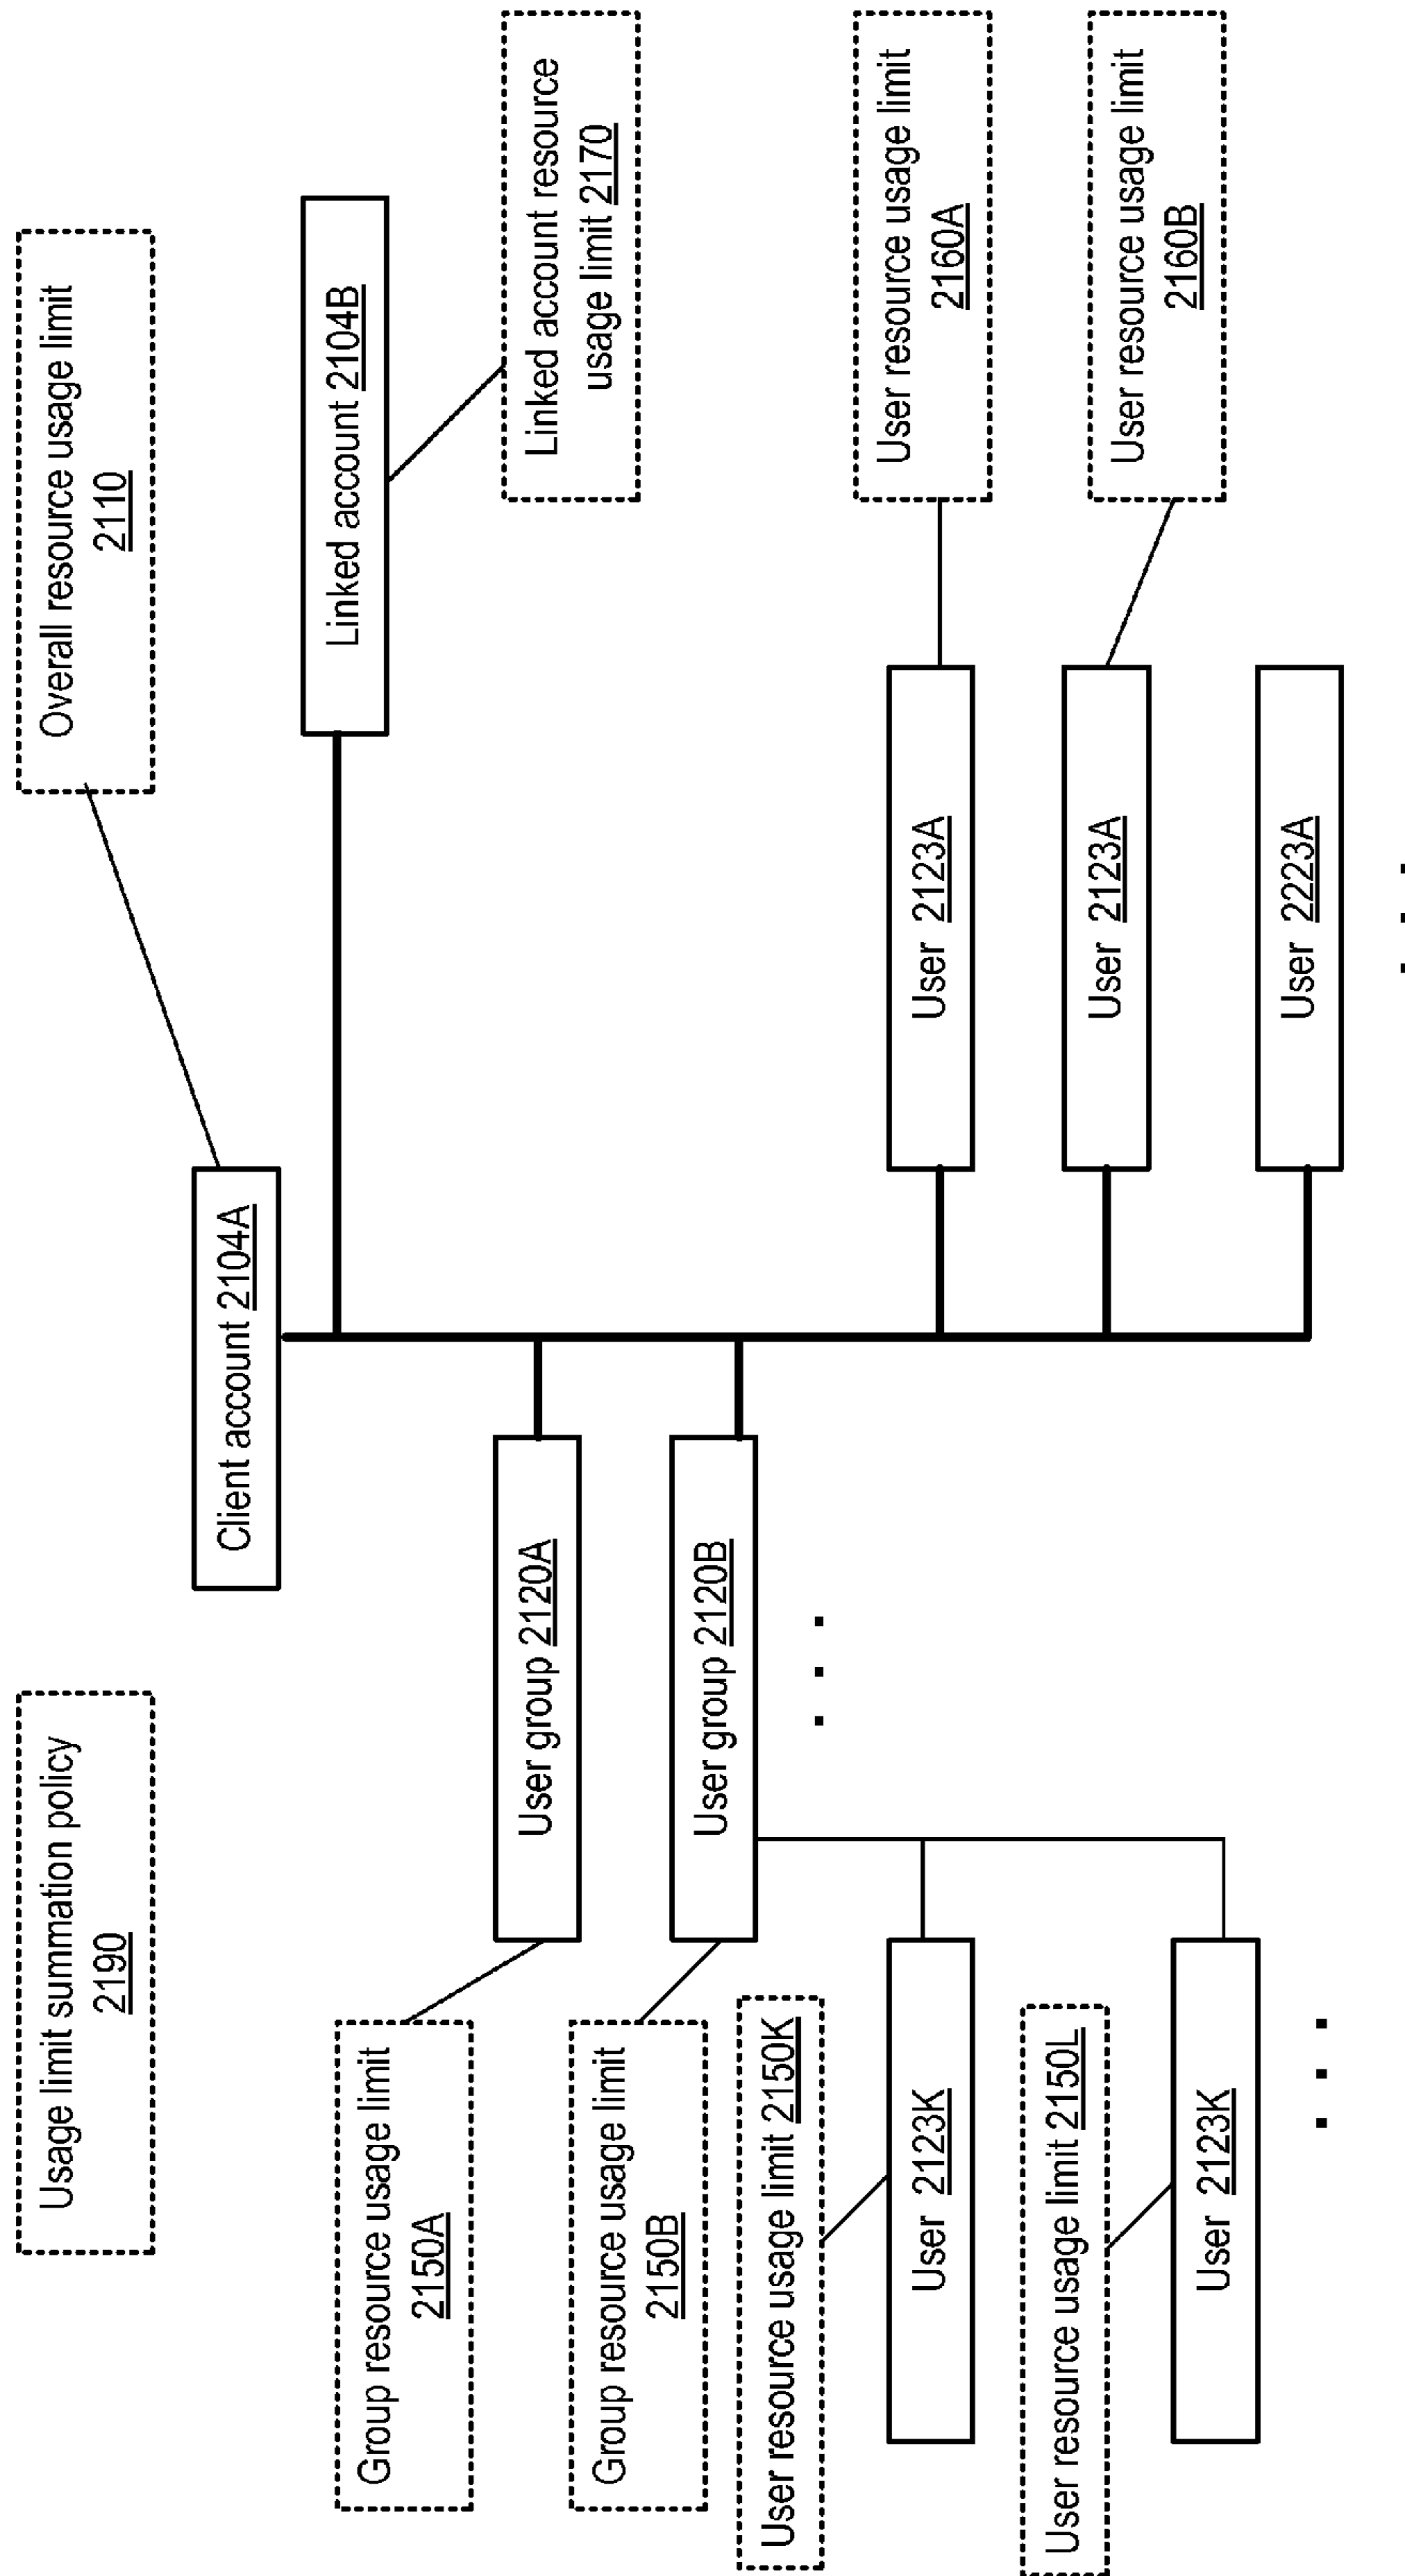 Usage limit summation policy
2190
Overall resource usage limit
2110
Client account 2104A
Linked account 2104B
Linked account resource
usage limit 2170
Group resource usage limit
2150A
User group 2120A
Group resource usage limit
2150B
User group 2120B
. . .
User resource usage limit 2150K
User 2123K
User resource usage limit 2150L
User 2123K
. . .
User 2123A
User resource usage limit
2160A
User 2123A
User resource usage limit
2160B
User 2223A
. . .